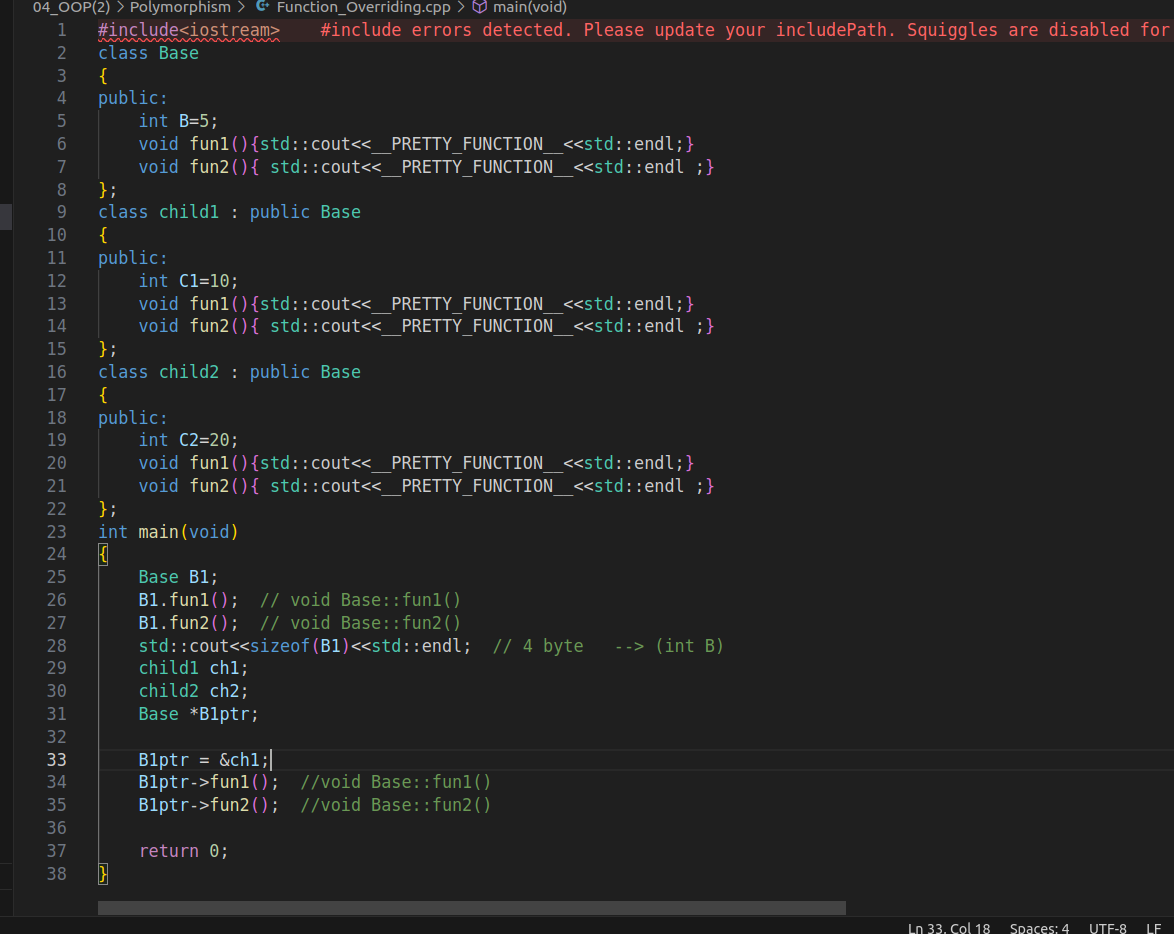 04_OOP(2) > Polymorphism > Function_Overriding.cpp > main(void)
1 #include<iostream>    #include errors detected. Please update your includePath. Squiggles are disabled for
2 class Base
3 {
4 public:
5     int B=5;
6     void fun1(){std::cout<<__PRETTY_FUNCTION__<<std::endl;}
7     void fun2(){ std::cout<<__PRETTY_FUNCTION__<<std::endl ;}
8 };
9 class child1 : public Base
10 {
11 public:
12     int C1=10;
13     void fun1(){std::cout<<__PRETTY_FUNCTION__<<std::endl;}
14     void fun2(){ std::cout<<__PRETTY_FUNCTION__<<std::endl ;}
15 };
16 class child2 : public Base
17 {
18 public:
19     int C2=20;
20     void fun1(){std::cout<<__PRETTY_FUNCTION__<<std::endl;}
21     void fun2(){ std::cout<<__PRETTY_FUNCTION__<<std::endl ;}
22 };
23 int main(void)
24 {
25     Base B1;
26     B1.fun1();  // void Base::fun1()
27     B1.fun2();  // void Base::fun2()
28     std::cout<<sizeof(B1)<<std::endl;  // 4 byte   --> (int B)
29     child1 ch1;
30     child2 ch2;
31     Base *B1ptr;
32
33     B1ptr = &ch1;
34     B1ptr->fun1();  //void Base::fun1()
35     B1ptr->fun2();  //void Base::fun2()
36
37     return 0;
38 }
Ln 33, Col 18    Spaces: 4    UTF-8    LF